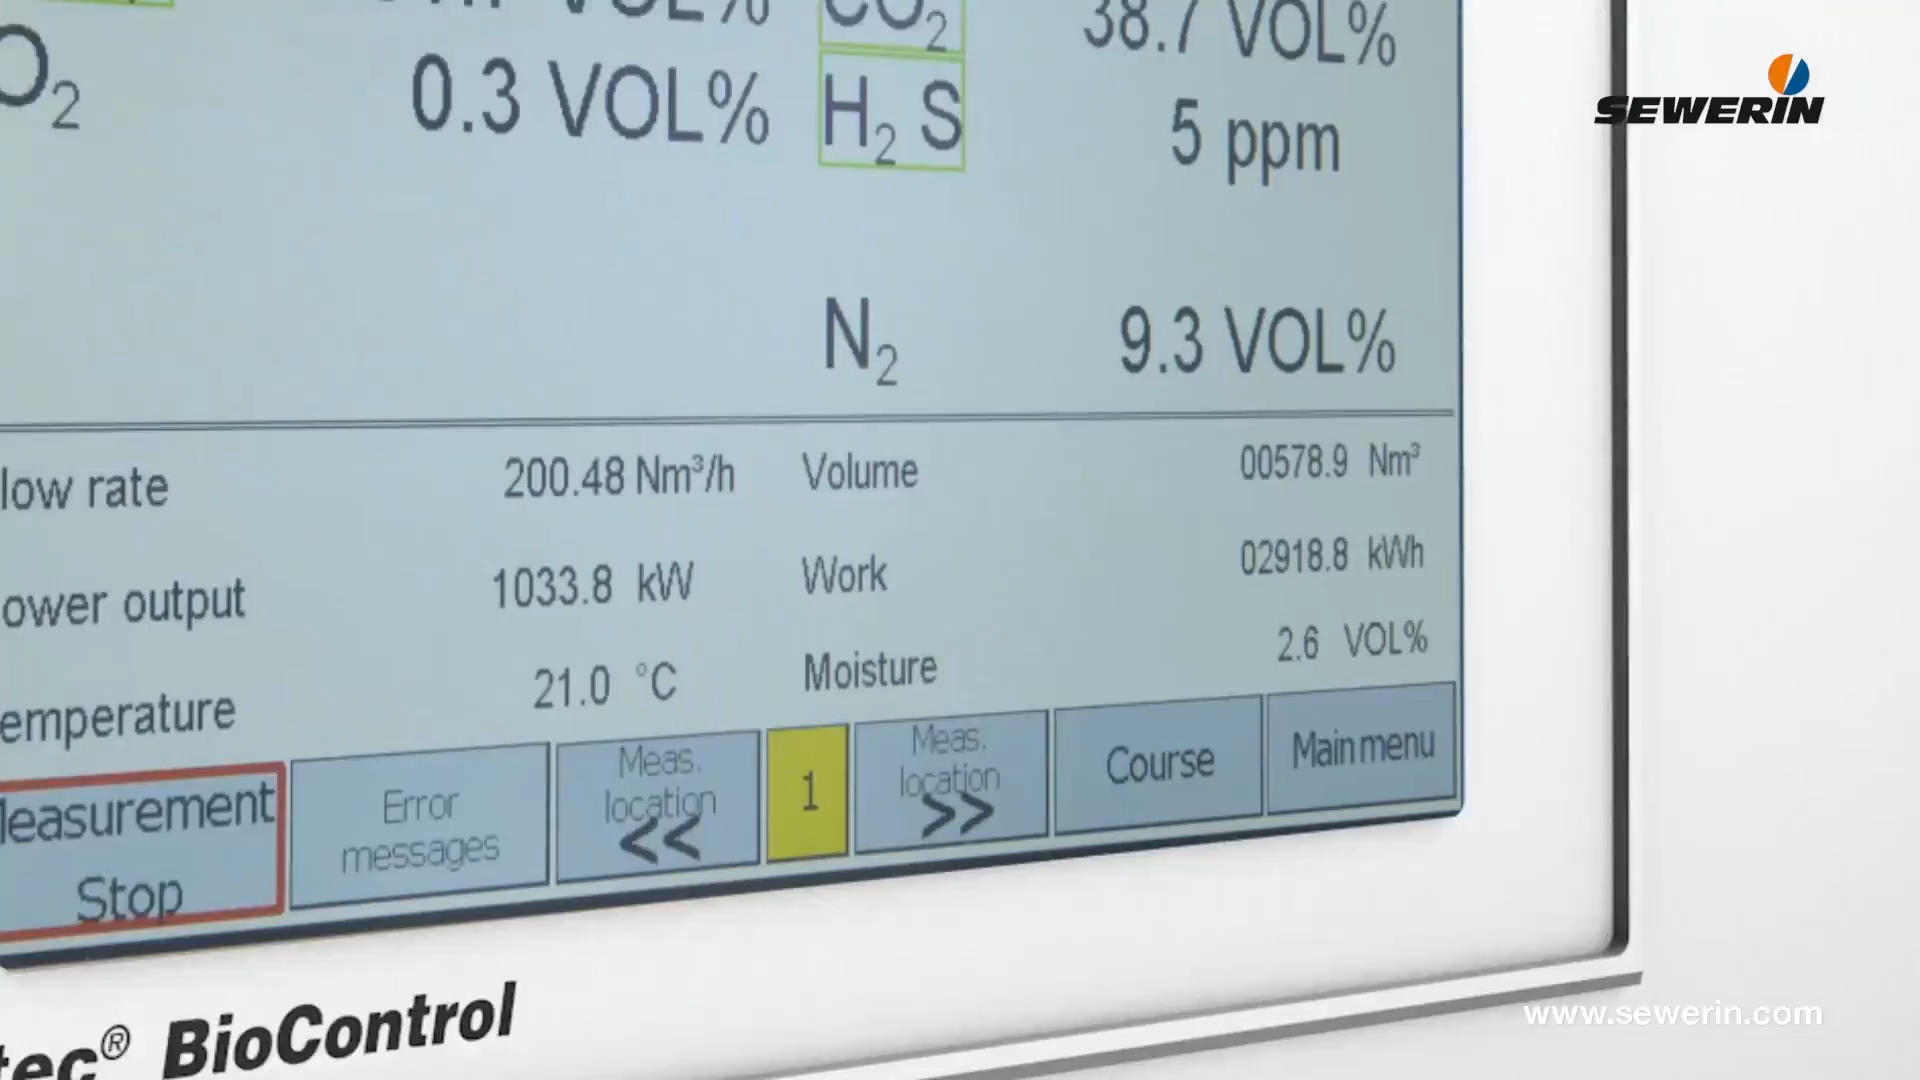 VOL% CO2 38.7 VOL%
O2 0.3 VOL% H2 S 5 ppm
N2 9.3 VOL%
low rate 200.48 Nm³/h Volume 00578.9 Nm³
ower output 1033.8 kW Work 02918.8 kWh
emperature 21.0 °C Moisture 2.6 VOL%
Measurement
Stop
Error
messages
Meas.
location
<<
1
Meas.
location
>>
Course
Main menu
tec® BioControl
SEWERIN
www.sewerin.com